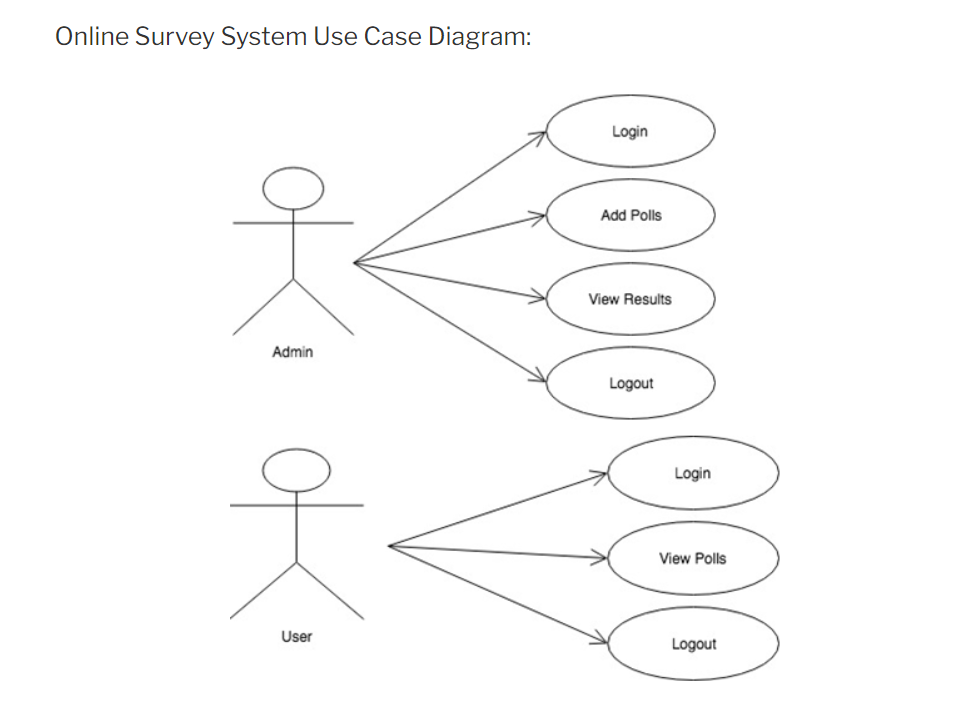 Online Survey System Use Case Diagram:
Login
Add Polls
View Results
Logout
Admin
Login
View Polls
Logout
User